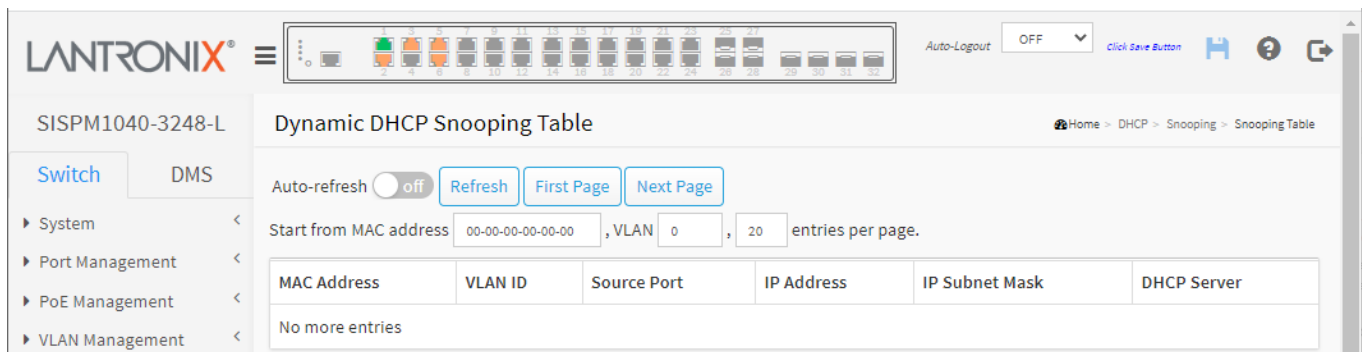 1 3 5 7 9 11 13 15 17 19 21 23 25 27
LANTRONIX®
Auto-Logout OFF Click Save Button
2 4 6 8 10 12 14 16 18 20 22 24 26 28 29 30 31 32
SISPM1040-3248-L
Dynamic DHCP Snooping Table
Home > DHCP > Snooping > Snooping Table
Switch DMS
Auto-refresh off Refresh First Page Next Page
System
Start from MAC address 00-00-00-00-00-00 , VLAN 0 , 20 entries per page.
Port Management
MAC Address VLAN ID Source Port IP Address IP Subnet Mask DHCP Server
PoE Management
No more entries
VLAN Management